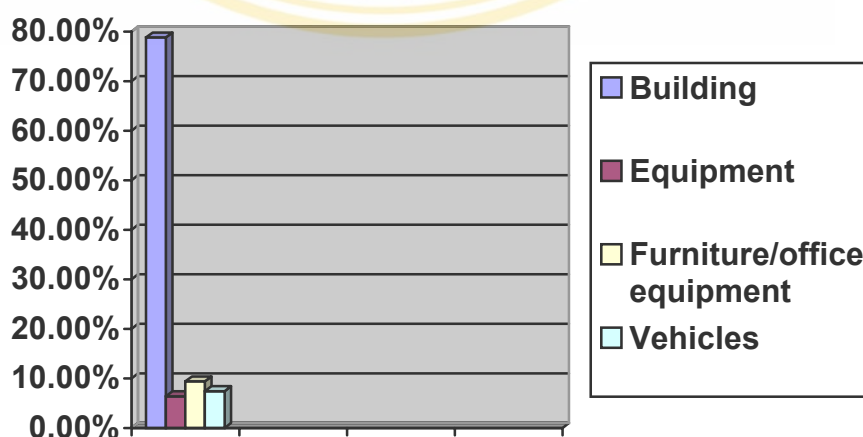 80.00%
70.00%
60.00%
50.00%
40.00%
30.00%
20.00%
10.00%
0.00%
Building
Equipment
Furniture/office
equipment
Vehicles